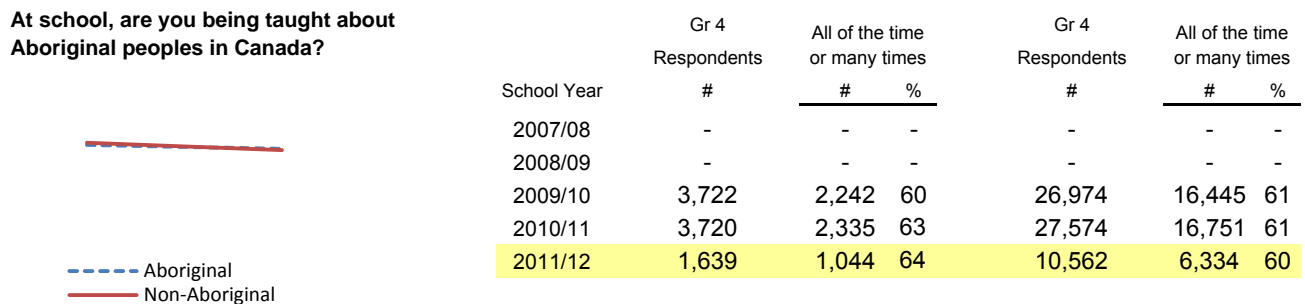 At school, are you being taught about
Aboriginal peoples in Canada?
Gr 4 All of the time Gr 4 All of the time
Respondents or many times Respondents or many times
School Year # # % # # %
2007/08 - - - - - -
2008/09 - - - - - -
2009/10 3,722 2,242 60 26,974 16,445 61
2010/11 3,720 2,335 63 27,574 16,751 61
2011/12 1,639 1,044 64 10,562 6,334 60
Aboriginal
Non-Aboriginal